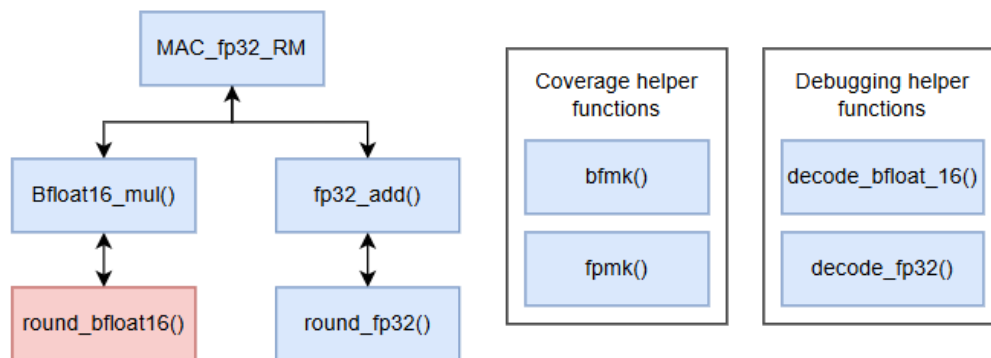 MAC_fp32_RM
Bfloat16_mul()
fp32_add()
round_bfloat16()
round_fp32()
Coverage helper
functions
bfmk()
fpmk()
Debugging helper
functions
decode_bfloat_16()
decode_fp32()